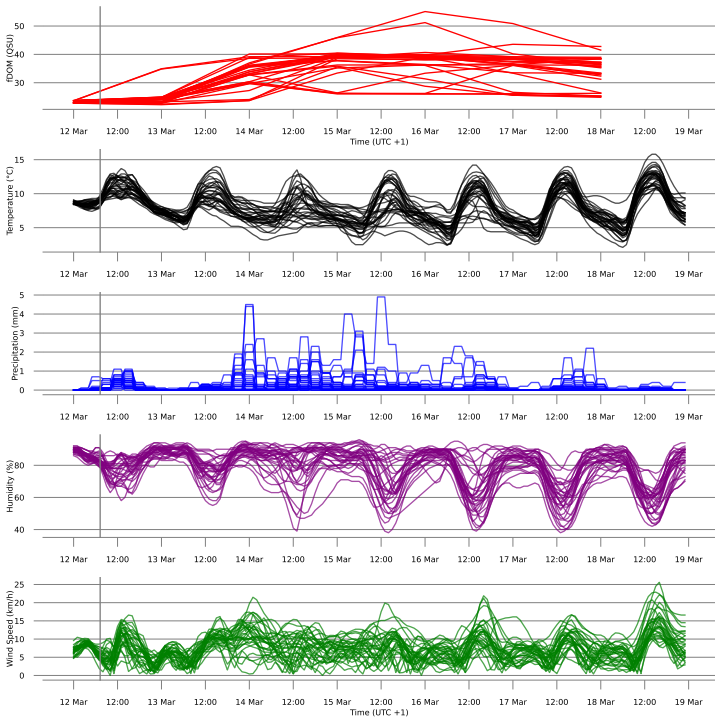 50
40
30
fDOM (QSU)
12 Mar 12:00 13 Mar 12:00 14 Mar 12:00 15 Mar 12:00 16 Mar 12:00 17 Mar 12:00 18 Mar 12:00 19 Mar
Time (UTC +1)
15
10
5
Temperature (°C)
12 Mar 12:00 13 Mar 12:00 14 Mar 12:00 15 Mar 12:00 16 Mar 12:00 17 Mar 12:00 18 Mar 12:00 19 Mar
5
4
3
2
1
0
Precipitation (mm)
12 Mar 12:00 13 Mar 12:00 14 Mar 12:00 15 Mar 12:00 16 Mar 12:00 17 Mar 12:00 18 Mar 12:00 19 Mar
80
60
40
Humidity (%)
12 Mar 12:00 13 Mar 12:00 14 Mar 12:00 15 Mar 12:00 16 Mar 12:00 17 Mar 12:00 18 Mar 12:00 19 Mar
25
20
15
10
5
0
Wind Speed (km/h)
12 Mar 12:00 13 Mar 12:00 14 Mar 12:00 15 Mar 12:00 16 Mar 12:00 17 Mar 12:00 18 Mar 12:00 19 Mar
Time (UTC +1)